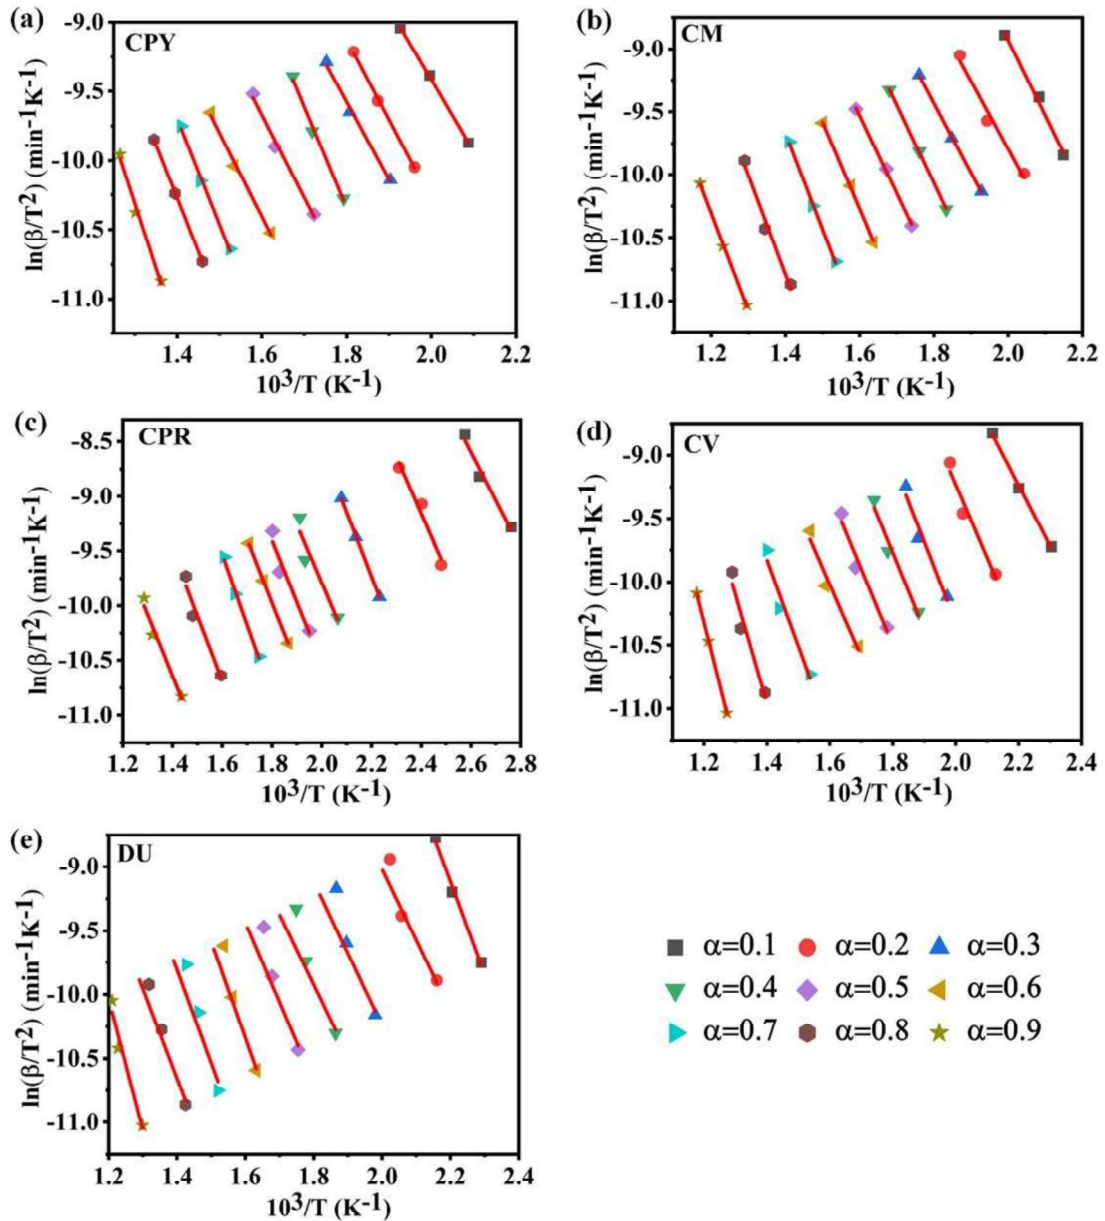 (a)
CPY
-9.0
-9.5
-10.0
-10.5
-11.0
ln(β/T²) (min⁻¹K⁻¹)
1.4 1.6 1.8 2.0 2.2
10³/T (K⁻¹)
(b)
CM
-9.0
-9.5
-10.0
-10.5
-11.0
ln(β/T²) (min⁻¹K⁻¹)
1.2 1.4 1.6 1.8 2.0 2.2
10³/T (K⁻¹)
(c)
CPR
-8.5
-9.0
-9.5
-10.0
-10.5
-11.0
ln(β/T²) (min⁻¹K⁻¹)
1.2 1.4 1.6 1.8 2.0 2.2 2.4 2.6 2.8
10³/T (K⁻¹)
(d)
CV
-9.0
-9.5
-10.0
-10.5
-11.0
ln(β/T²) (min⁻¹K⁻¹)
1.2 1.4 1.6 1.8 2.0 2.2 2.4
10³/T (K⁻¹)
(e)
DU
-9.0
-9.5
-10.0
-10.5
-11.0
ln(β/T²) (min⁻¹K⁻¹)
1.2 1.4 1.6 1.8 2.0 2.2 2.4
10³/T (K⁻¹)
α=0.1 α=0.2 α=0.3
α=0.4 α=0.5 α=0.6
α=0.7 α=0.8 α=0.9